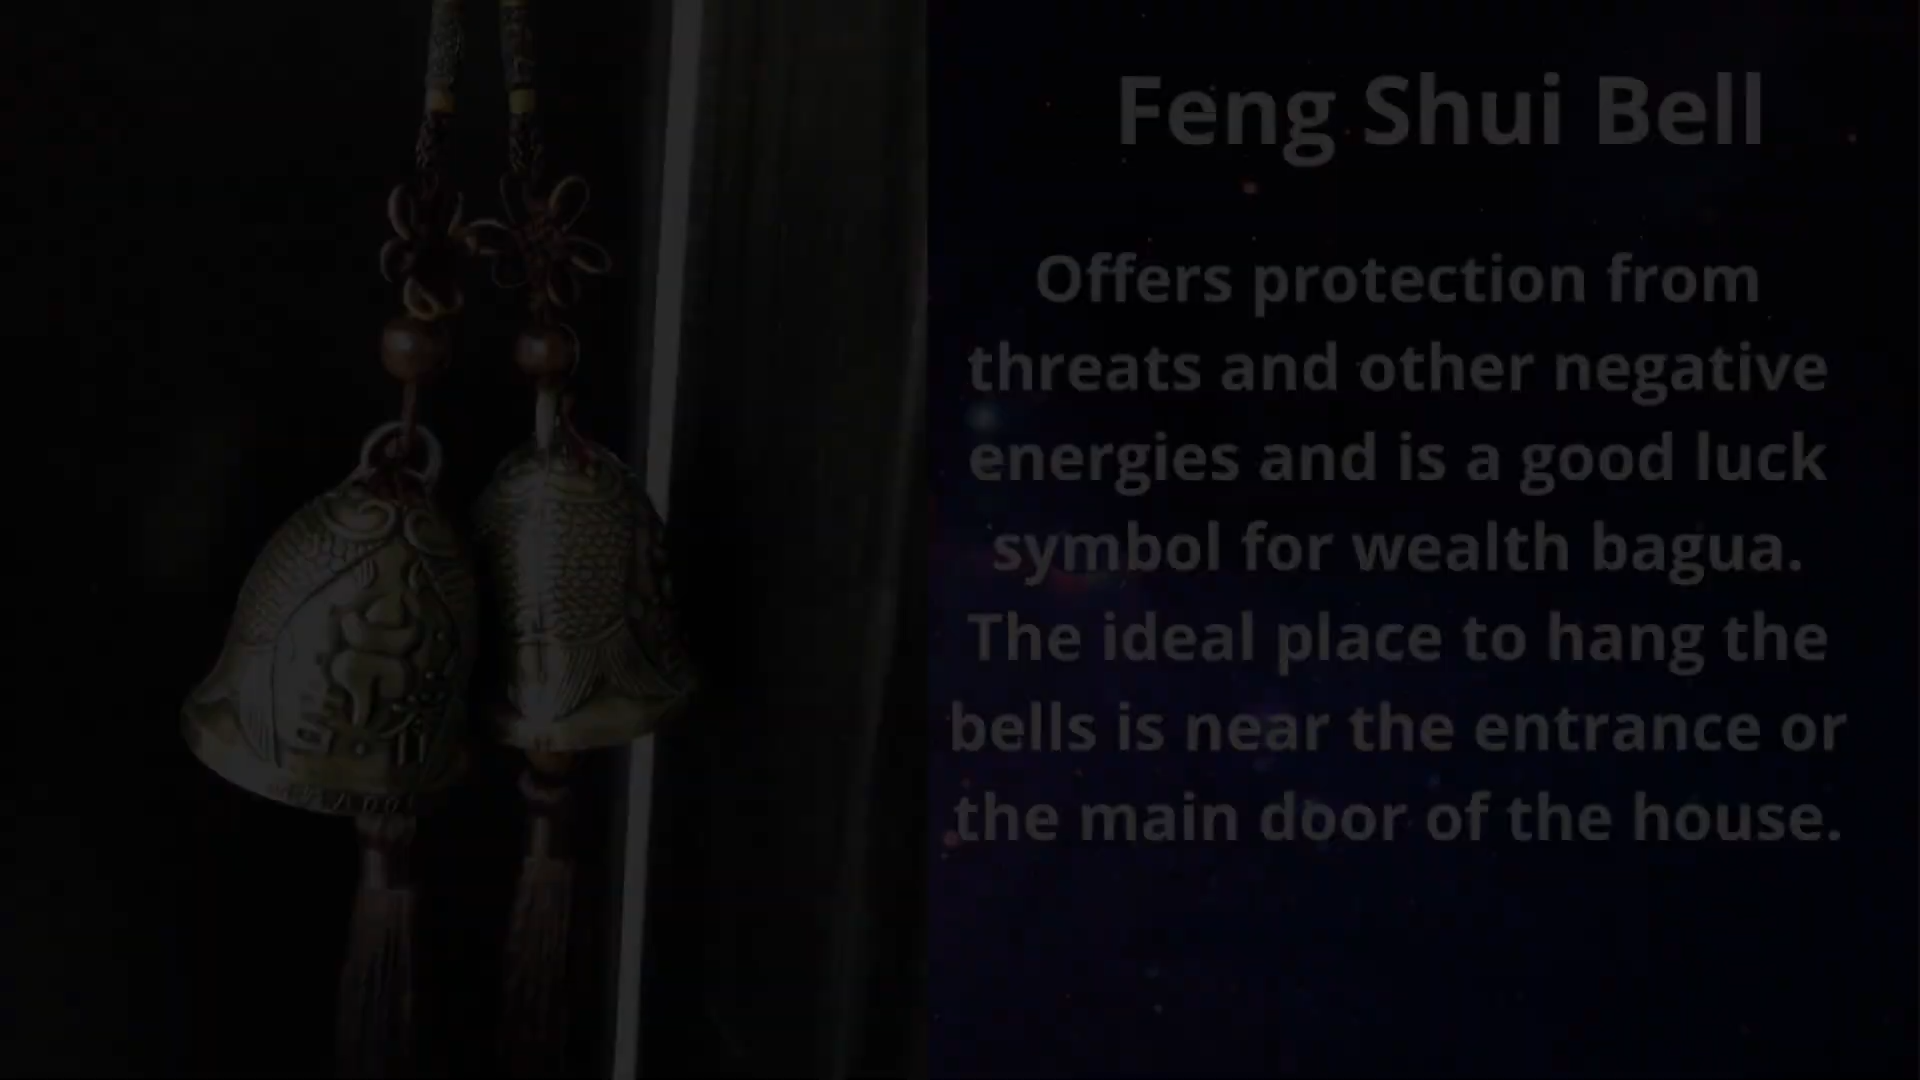 Feng Shui Bell
Offers protection from
threats and other negative
energies and is a good luck
symbol for wealth bagua.
The ideal place to hang the
bells is near the entrance or
the main door of the house.